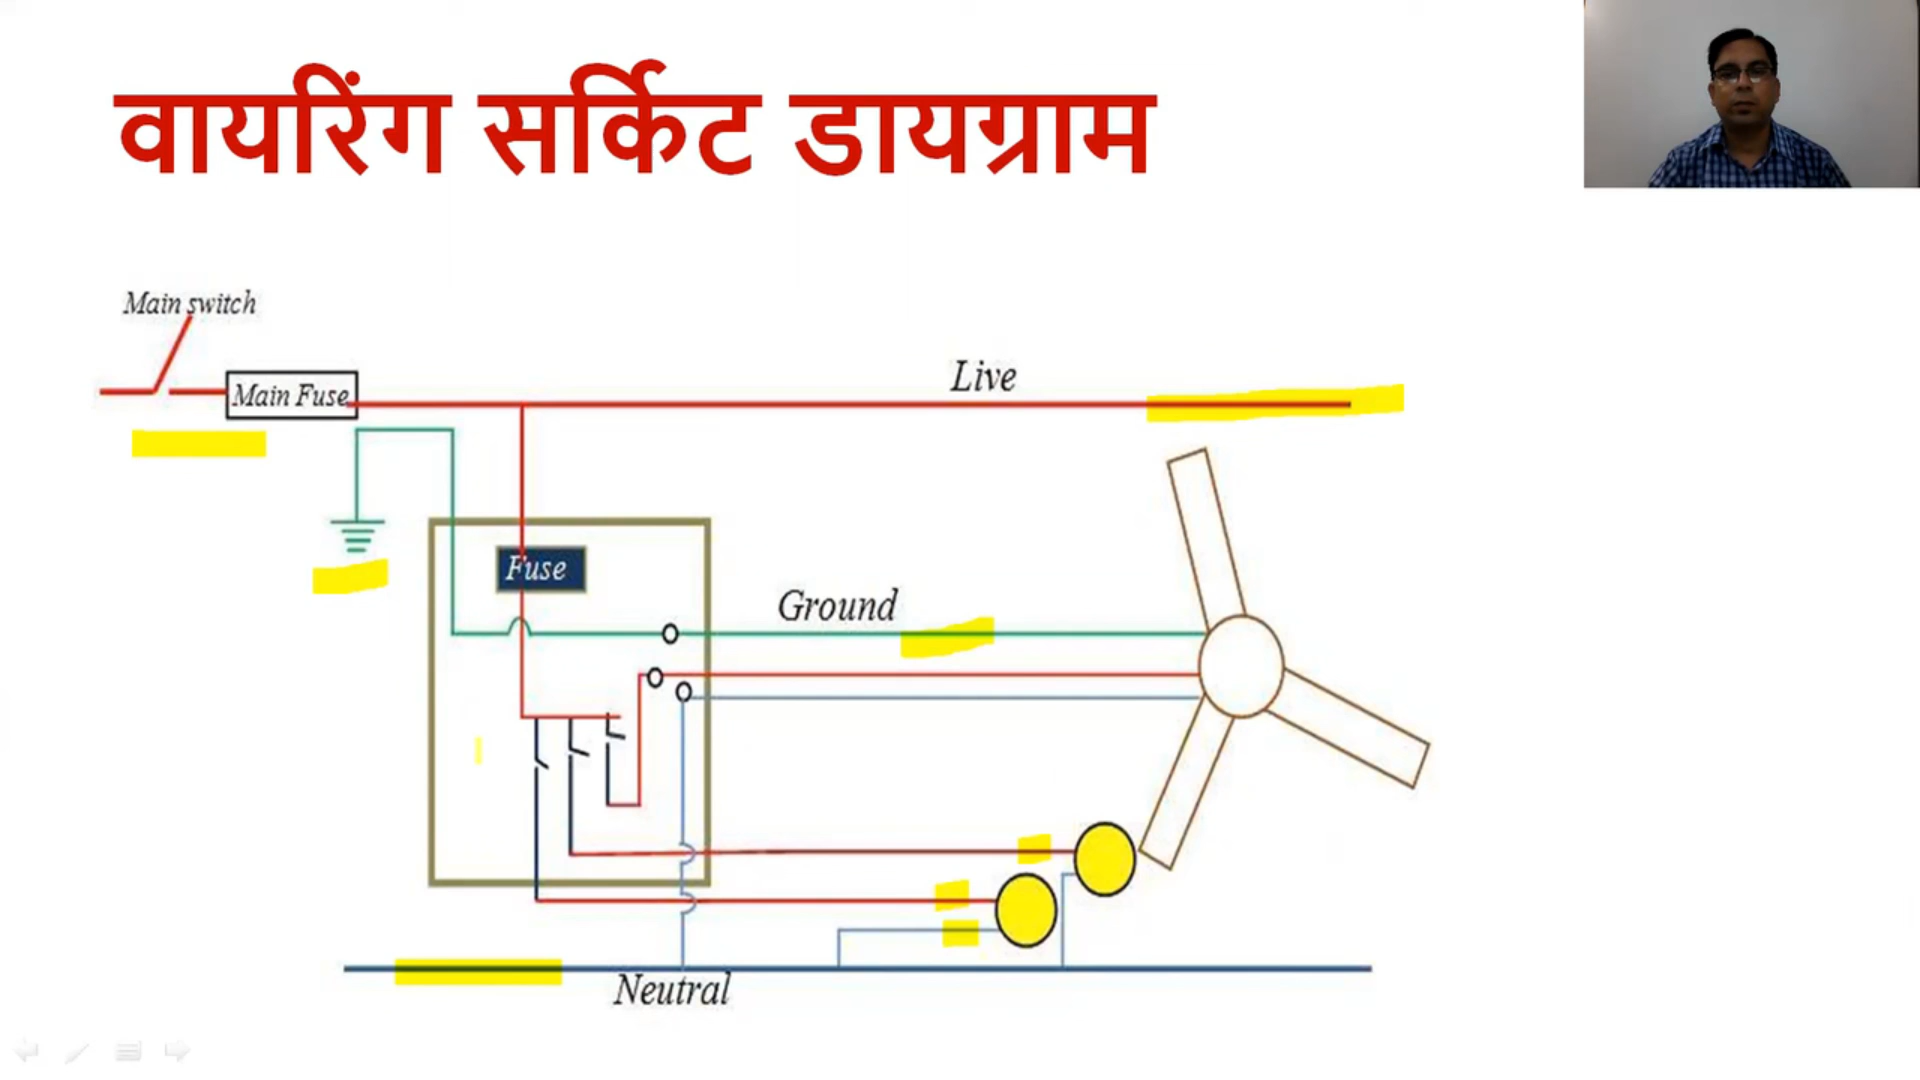 वायरिंग सर्किट डायग्राम
Main switch
Main Fuse
Live
Fuse
Ground
Neutral